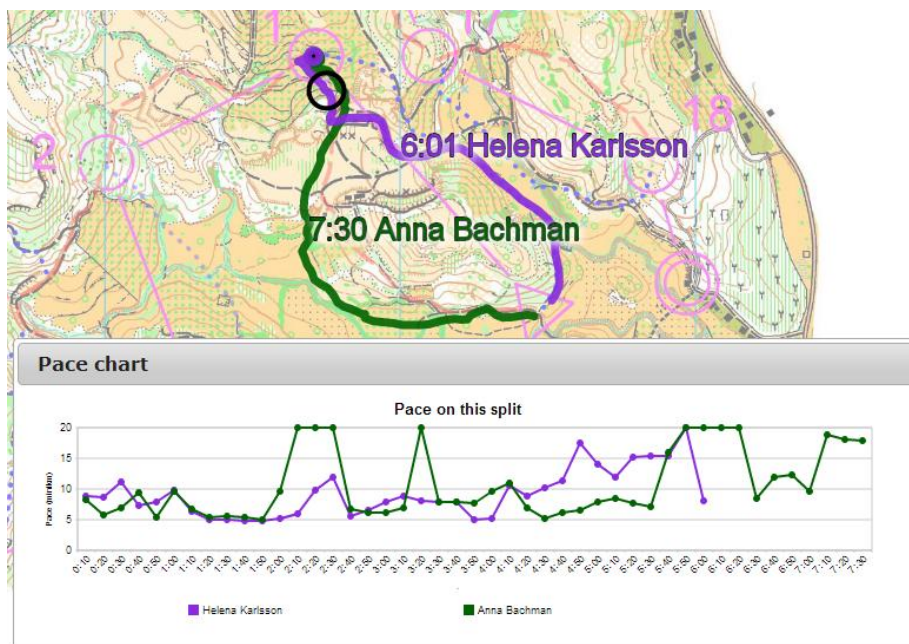 1
17
2
18
6:01 Helena Karlsson
7:30 Anna Bachman
Pace chart
Pace on this split
Pace (min/km)
20
15
10
5
0
0:10 0:20 0:30 0:40 0:50 1:00 1:10 1:20 1:30 1:40 1:50 2:00 2:10 2:20 2:30 2:40 2:50 3:00 3:10 3:20 3:30 3:40 3:50 4:00 4:10 4:20 4:30 4:40 4:50 5:00 5:10 5:20 5:30 5:40 5:50 6:00 6:10 6:20 6:30 6:40 6:50 7:00 7:10 7:20 7:30
Helena Karlsson Anna Bachman